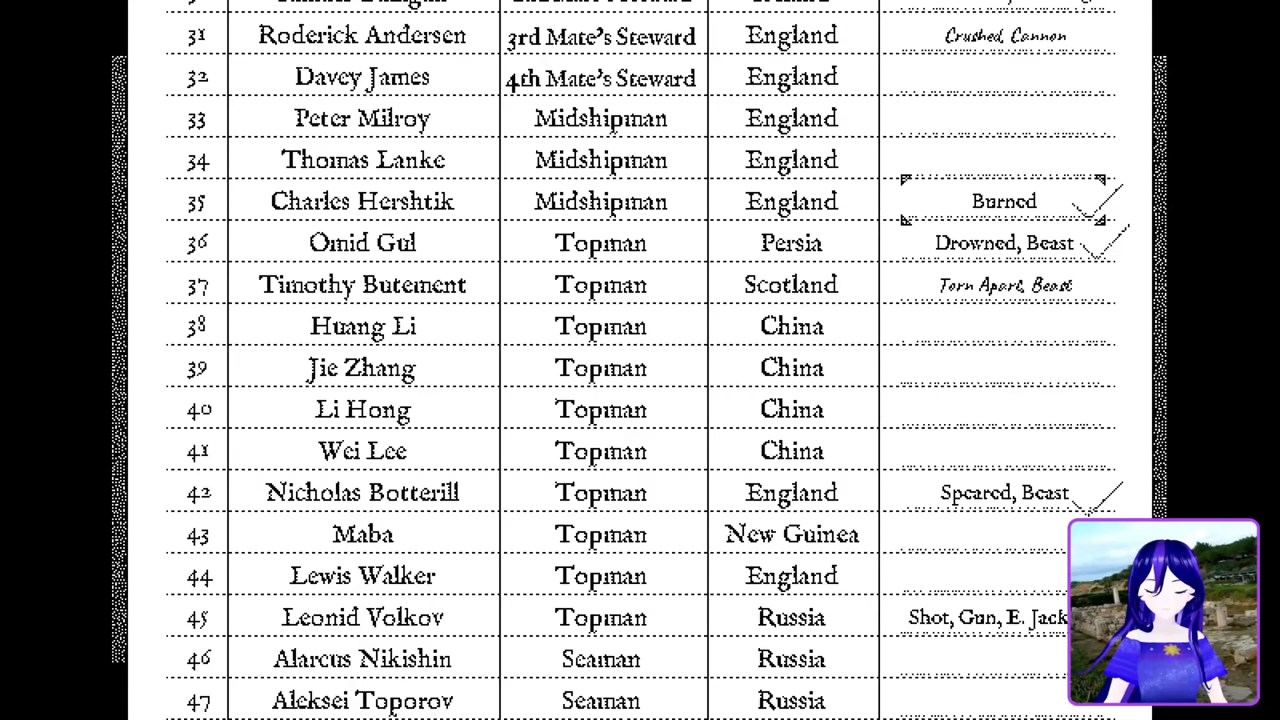 31 Roderick Andersen 3rd Mate's Steward England Crushed, Cannon
32 Davey James 4th Mate's Steward England
33 Peter Milroy Midshipman England
34 Thomas Lanke Midshipman England
35 Charles Hershtik Midshipman England Burned
36 Omid Gul Topman Persia Drowned, Beast
37 Timothy Butement Topman Scotland Torn Apart, Beast
38 Huang Li Topman China
39 Jie Zhang Topman China
40 Li Hong Topman China
41 Wei Lee Topman China
42 Nicholas Botterill Topman England Speared, Beast
43 Maba Topman New Guinea
44 Lewis Walker Topman England
45 Leonid Volkov Topman Russia Shot, Gun, E. Jack
46 Alarcus Nikishin Seaman Russia
47 Aleksei Toporov Seaman Russia